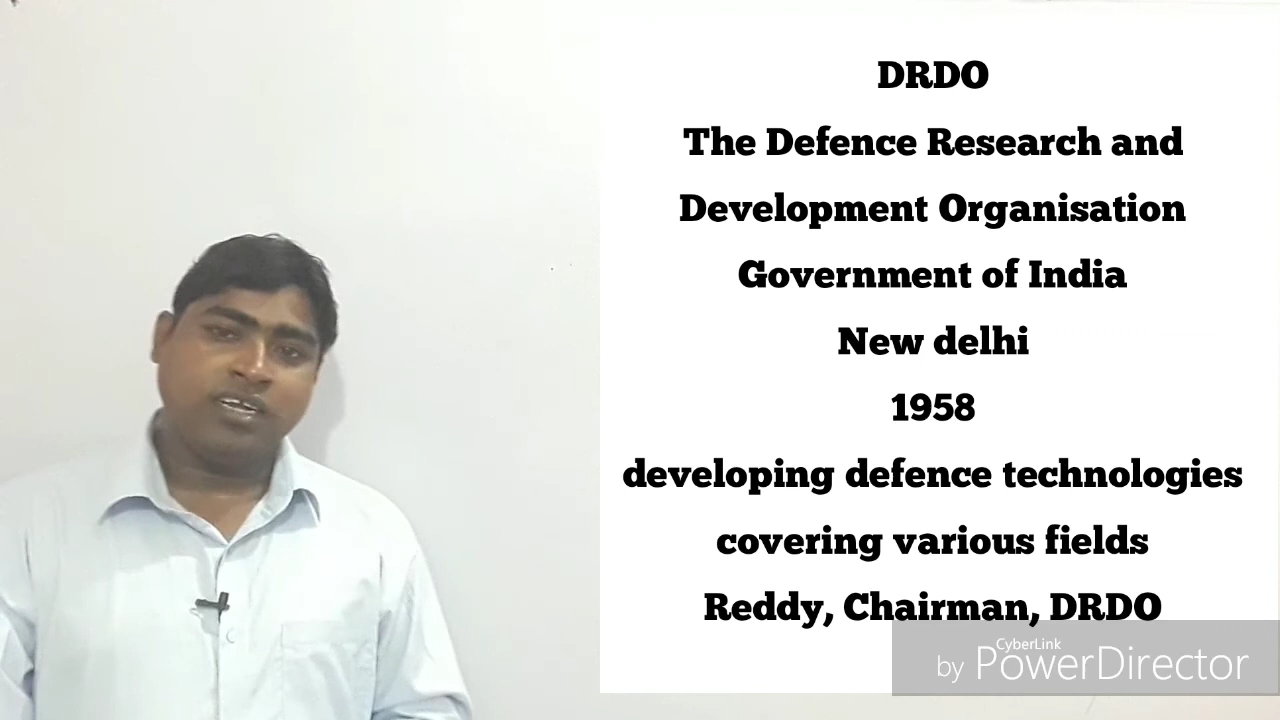 DRDO
The Defence Research and
Development Organisation
Government of India
New delhi
1958
developing defence technologies
covering various fields
Reddy, Chairman, DRDO
CyberLink
by PowerDirector